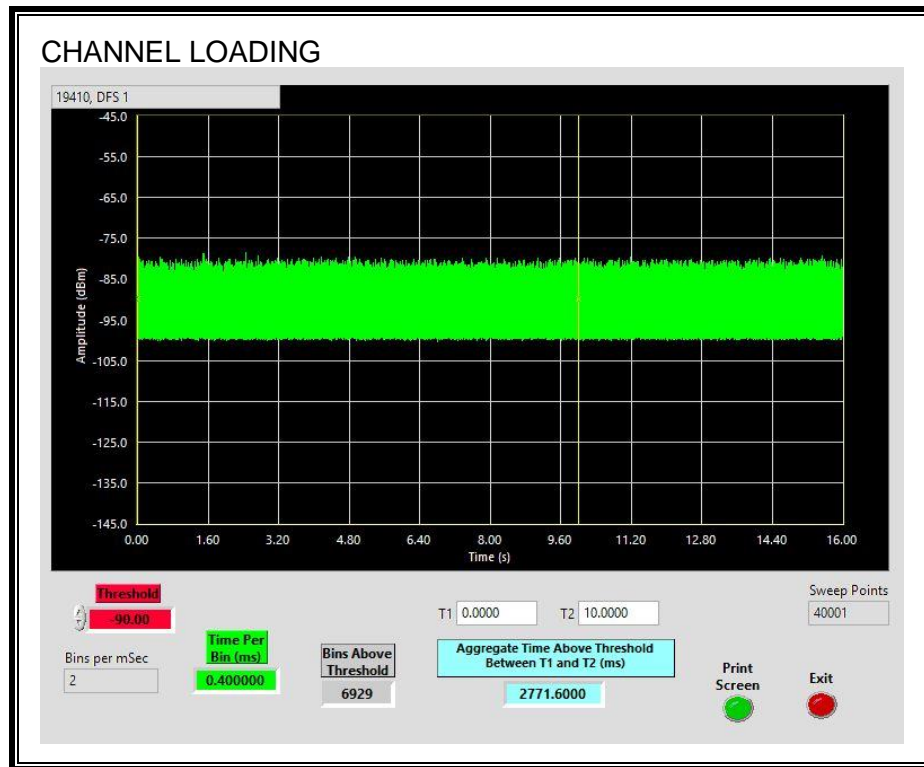 CHANNEL LOADING
19410, DFS 1
-45.0
-55.0
-65.0
-75.0
-85.0
-95.0
-105.0
-115.0
-125.0
-135.0
-145.0
Amplitude (dBm)
0.00 1.60 3.20 4.80 6.40 8.00 9.60 11.20 12.80 14.40 16.00
Time (s)
Threshold
-90.00
Bins per mSec
2
Time Per
Bin (ms)
0.400000
Bins Above
Threshold
6929
T1 0.0000 T2 10.0000
Aggregate Time Above Threshold
Between T1 and T2 (ms)
2771.6000
Sweep Points
40001
Print
Screen
Exit